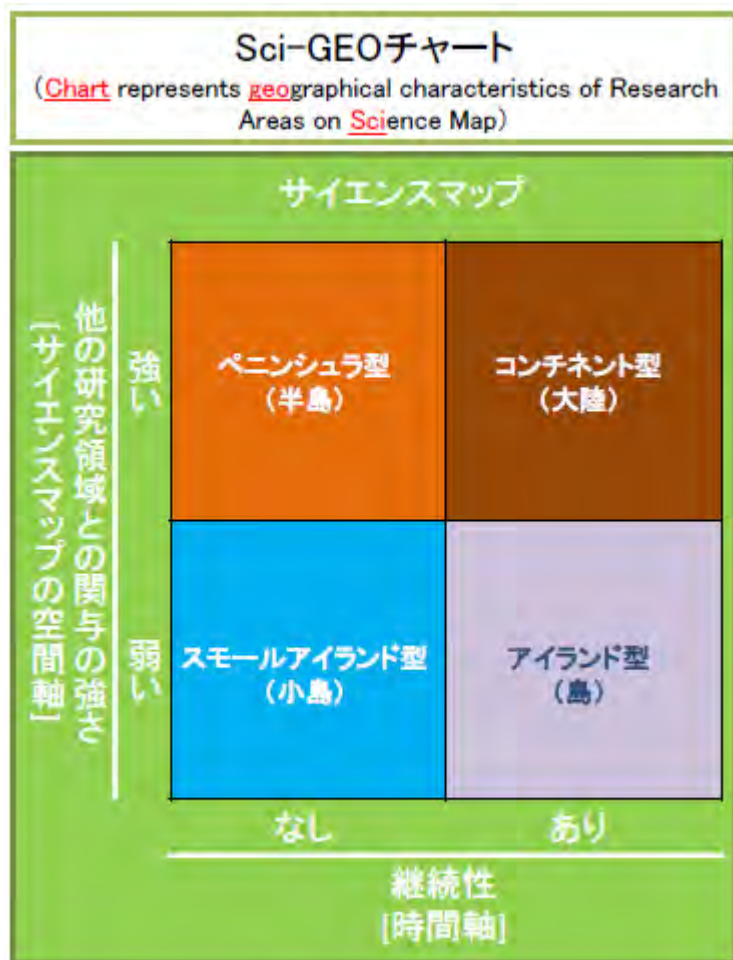 Sci-GEOチャート
(Chart represents geographical characteristics of Research
Areas on Science Map)
サイエンスマップ
他の研究領域との関与の強さ
[サイエンスマップの空間軸]
強い
ペニンシュラ型
(半島)
コンチネント型
(大陸)
弱い
スモールアイランド型
(小島)
アイランド型
(島)
なし
あり
継続性
[時間軸]